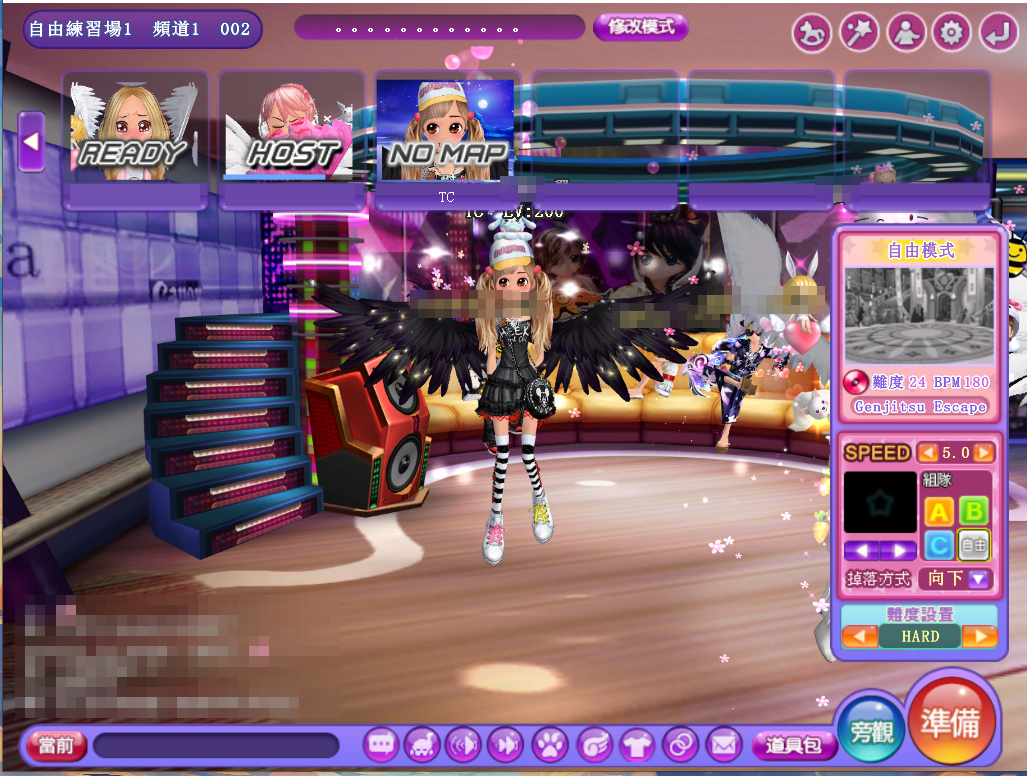 自由練習場1 頻道1 002
。。。。。。。。。。。。
修改模式
READY
HOST
NO MAP
TC
TC LV:200
a
自由模式
難度 24 BPM 180
Genjitsu Escape
SPEED 5.0
組隊
A B
C 自由
掉落方式 向下
難度設置
HARD
當前
道具包
旁觀
準備